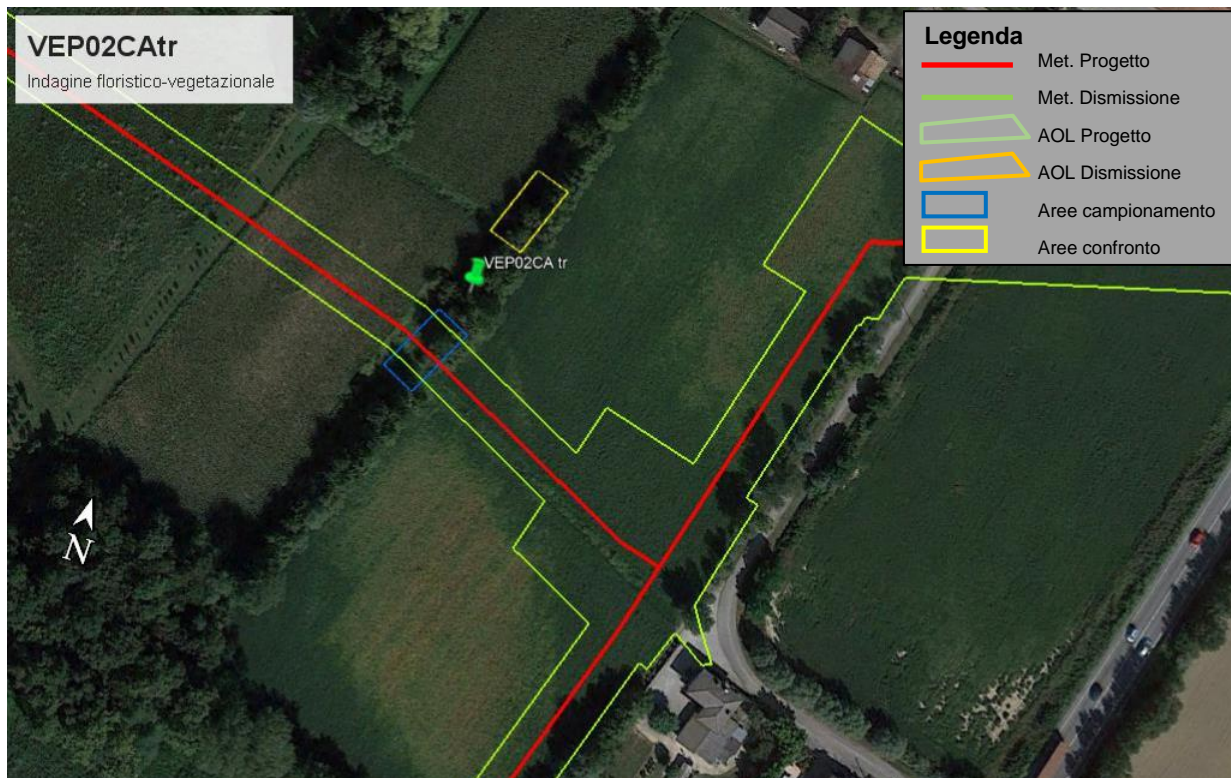 VEP02CAtr
Indagine floristico-vegetazionale
Legenda
Met. Progetto
Met. Dismissione
AOL Progetto
AOL Dismissione
Aree campionamento
Aree confronto
VEP02CA tr
N